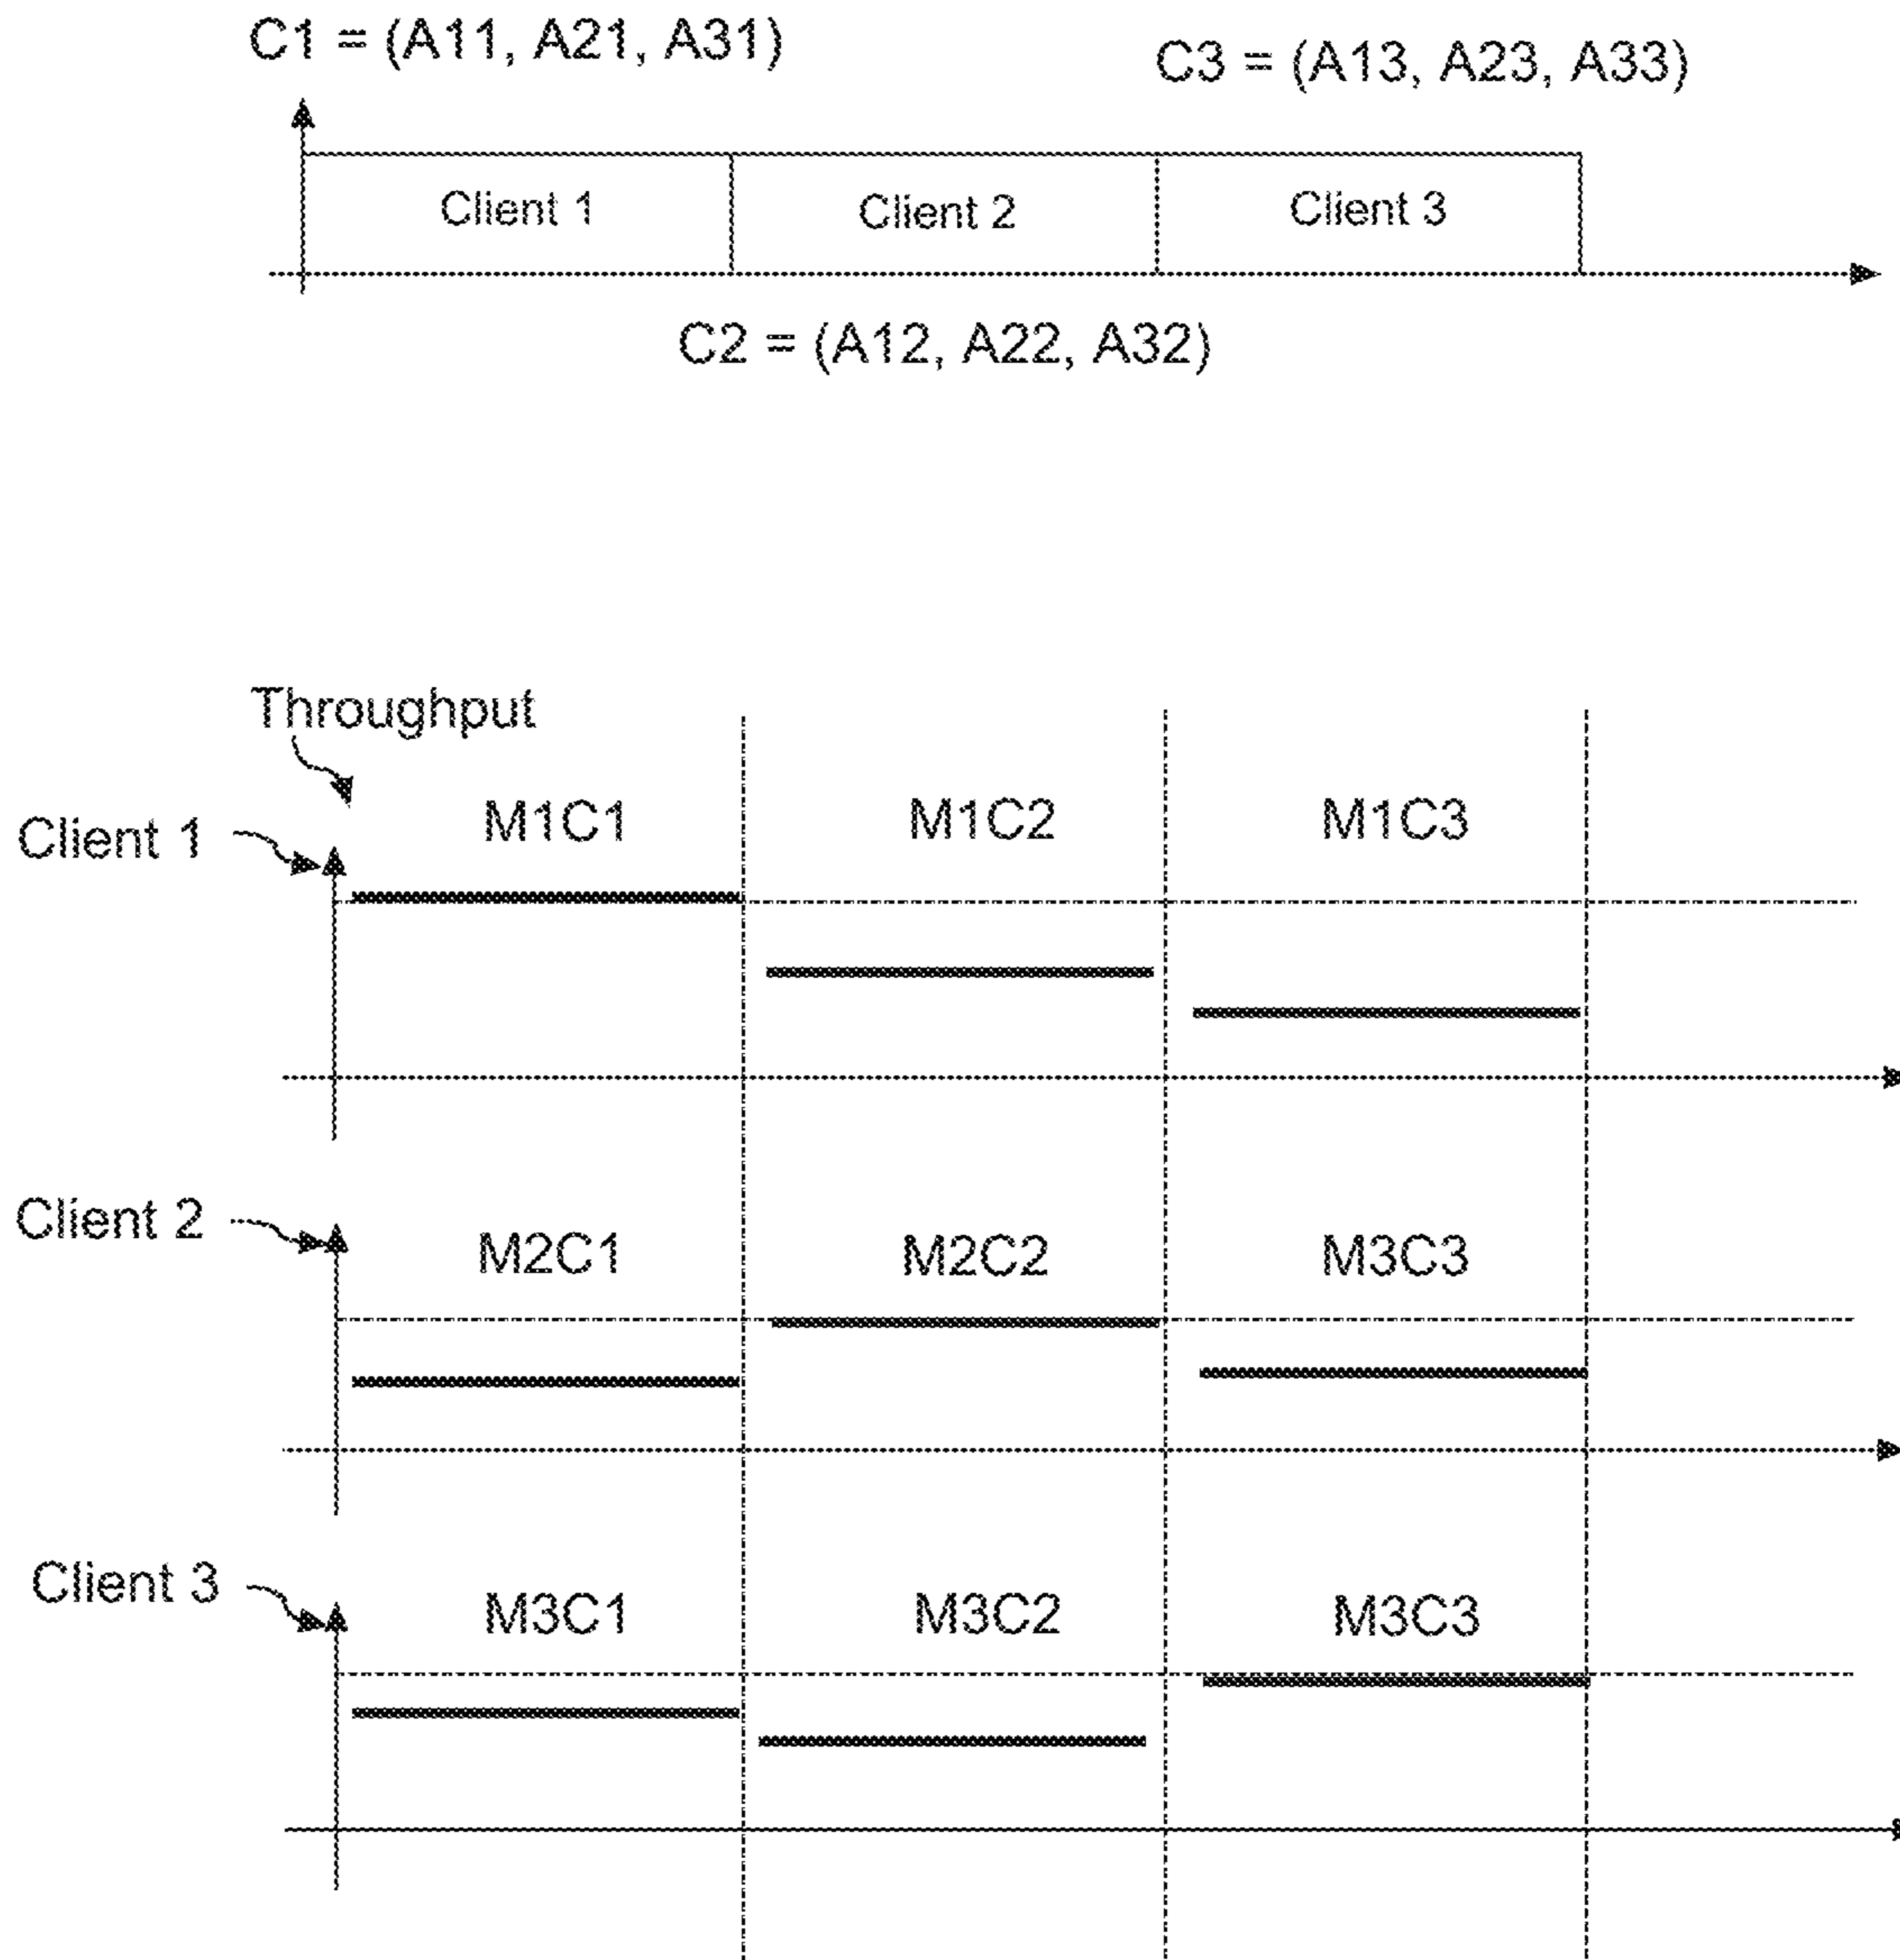 C1 = (A11, A21, A31)
C3 = (A13, A23, A33)
Client 1
Client 2
Client 3
C2 = (A12, A22, A32)
Throughput
Client 1
M1C1
M1C2
M1C3
Client 2
M2C1
M2C2
M3C3
Client 3
M3C1
M3C2
M3C3